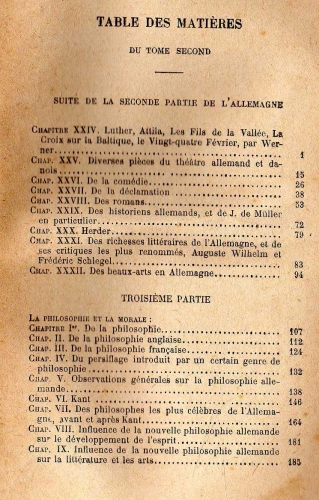 TABLE DES MATIÈRES
DU TOME SECOND
SUITE DE LA SECONDE PARTIE DE L'ALLEMAGNE
CHAPITRE XXIV. Luther, Attila, Les Fils de la Vallée, La
Croix sur la Baltique, le Vingt-quatre Février, par Wer-
ner 1
CHAP. XXV. Diverses pièces du théâtre allemand et da-
nois 15
CHAP. XXVI. De la comédie 26
CHAP. XXVII. De la déclamation 38
CHAP. XXVIII. Des romans 53
CHAP. XXIX. Des historiens allemands, et de J. de Müller
en particulier 72
CHAP. XXX. Herder 79
CHAP. XXXI. Des richesses littéraires de l'Allemagne, et de
ses critiques les plus renommés, Auguste Wilhelm et
Frédéric Schlegel 83
CHAP. XXXII. Des beaux-arts en Allemagne 94
TROISIÈME PARTIE
LA PHILOSOPHIE ET LA MORALE :
CHAPITRE Ier. De la philosophie 107
CHAP. II. De la philosophie anglaise 112
CHAP. III. De la philosophie française 124
CHAP. IV. Du persiflage introduit par un certain genre de
philosophie 132
CHAP. V. Observations générales sur la philosophie alle-
mande 138
CHAP. VI. Kant 146
CHAP. VII. Des philosophes les plus célèbres de l'Allema-
gne, avant et après Kant 164
CHAP. VIII. Influence de la nouvelle philosophie allemande
sur le développement de l'esprit 181
CHAP. IX. Influence de la nouvelle philosophie allemande
sur la littérature et les arts 185